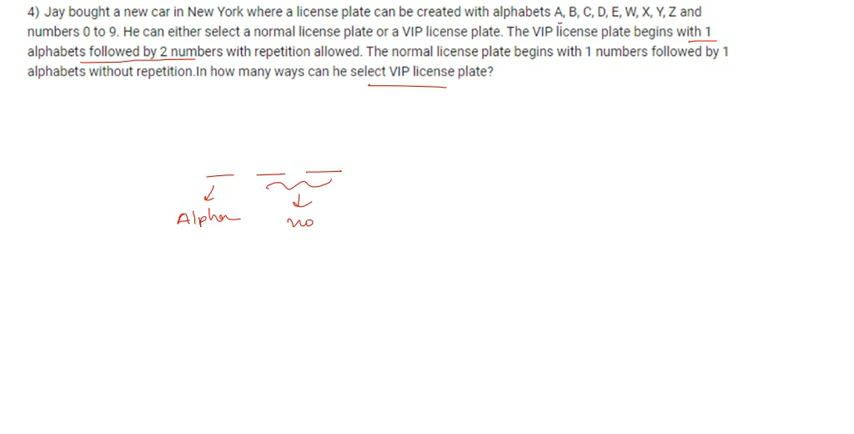 4) Jay bought a new car in New York where a license plate can be created with alphabets A, B, C, D, E, W, X, Y, Z and
numbers 0 to 9. He can either select a normal license plate or a VIP license plate. The VIP license plate begins with 1
alphabets followed by 2 numbers with repetition allowed. The normal license plate begins with 1 numbers followed by 1
alphabets without repetition.In how many ways can he select VIP license plate?
Alpha no